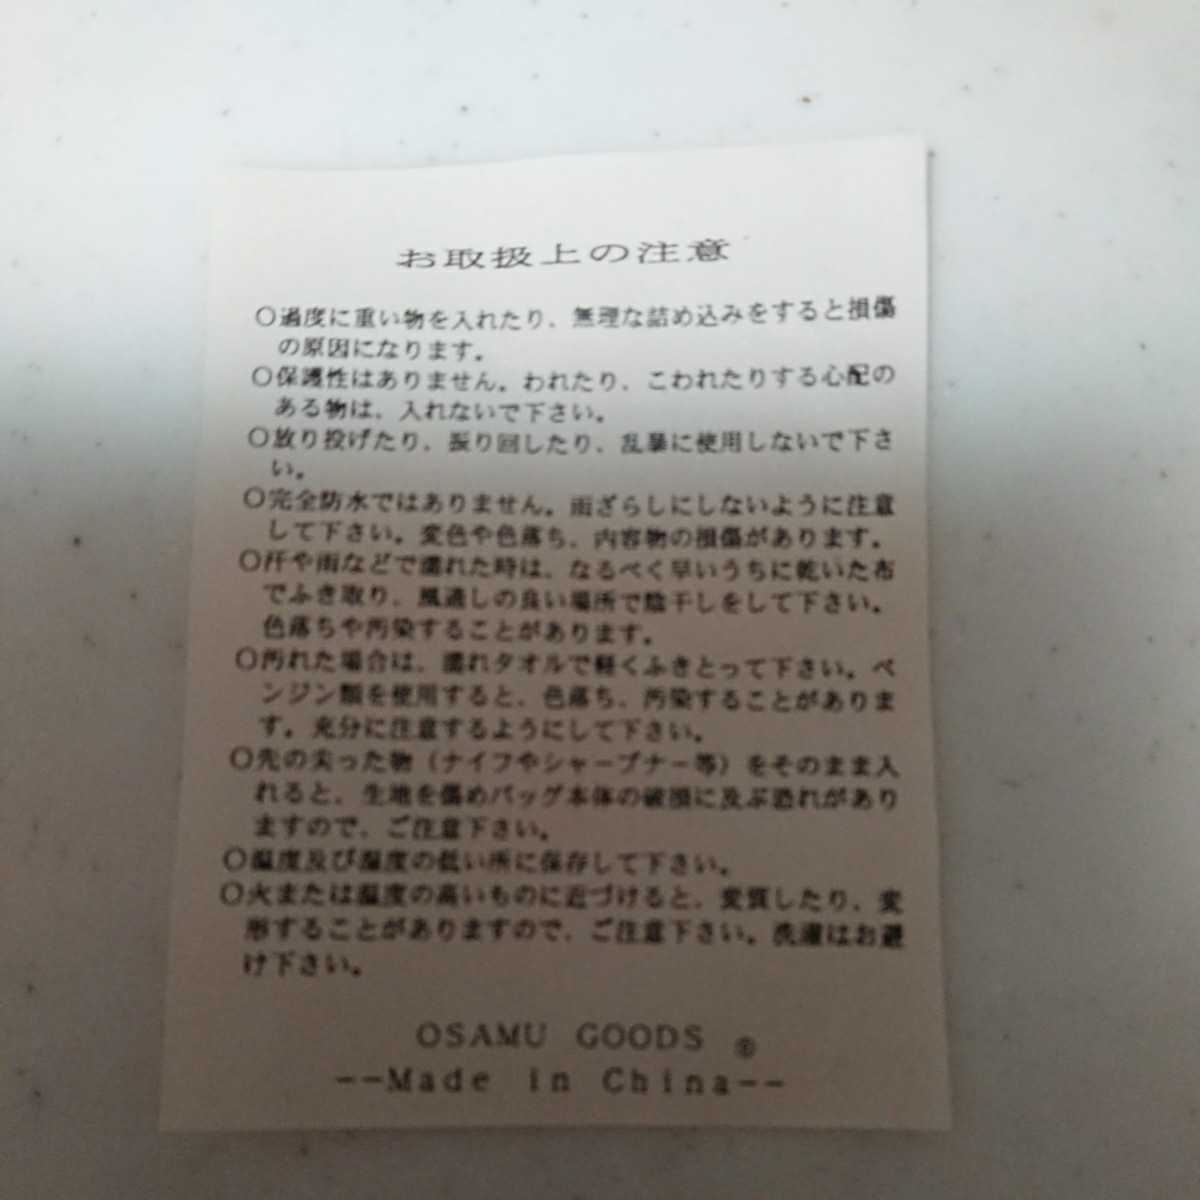 お取扱上の注意
○過度に重い物を入れたり、無理な詰め込みをすると損傷
の原因になります。
○保護性はありません。われたり、こわれたりする心配の
ある物は、入れないで下さい。
○放り投げたり、振り回したり、乱暴に使用しないで下さ
い。
○完全防水ではありません。雨ざらしにしないように注意
して下さい。変色や色落ち、内容物の損傷があります。
○汗や雨などで濡れた時は、なるべく早いうちに乾いた布
でふき取り、風通しの良い場所で陰干しをして下さい。
色落ちや汚染することがあります。
○汚れた場合は、濡れタオルで軽くふきとって下さい。ベ
ンジン類を使用すると、色落ち、汚染することがありま
す。充分に注意するようにして下さい。
○先の尖った物（ナイフやシャープナー等）をそのまま入
れると、生地を傷めバッグ本体の破損に及ぶ恐れがあり
ますので、ご注意下さい。
○温度及び湿度の低い所に保存して下さい。
○火または温度の高いものに近づけると、変質したり、変
形することがありますので、ご注意下さい。洗濯はお避
け下さい。
OSAMU GOODS ©
--Made in China--